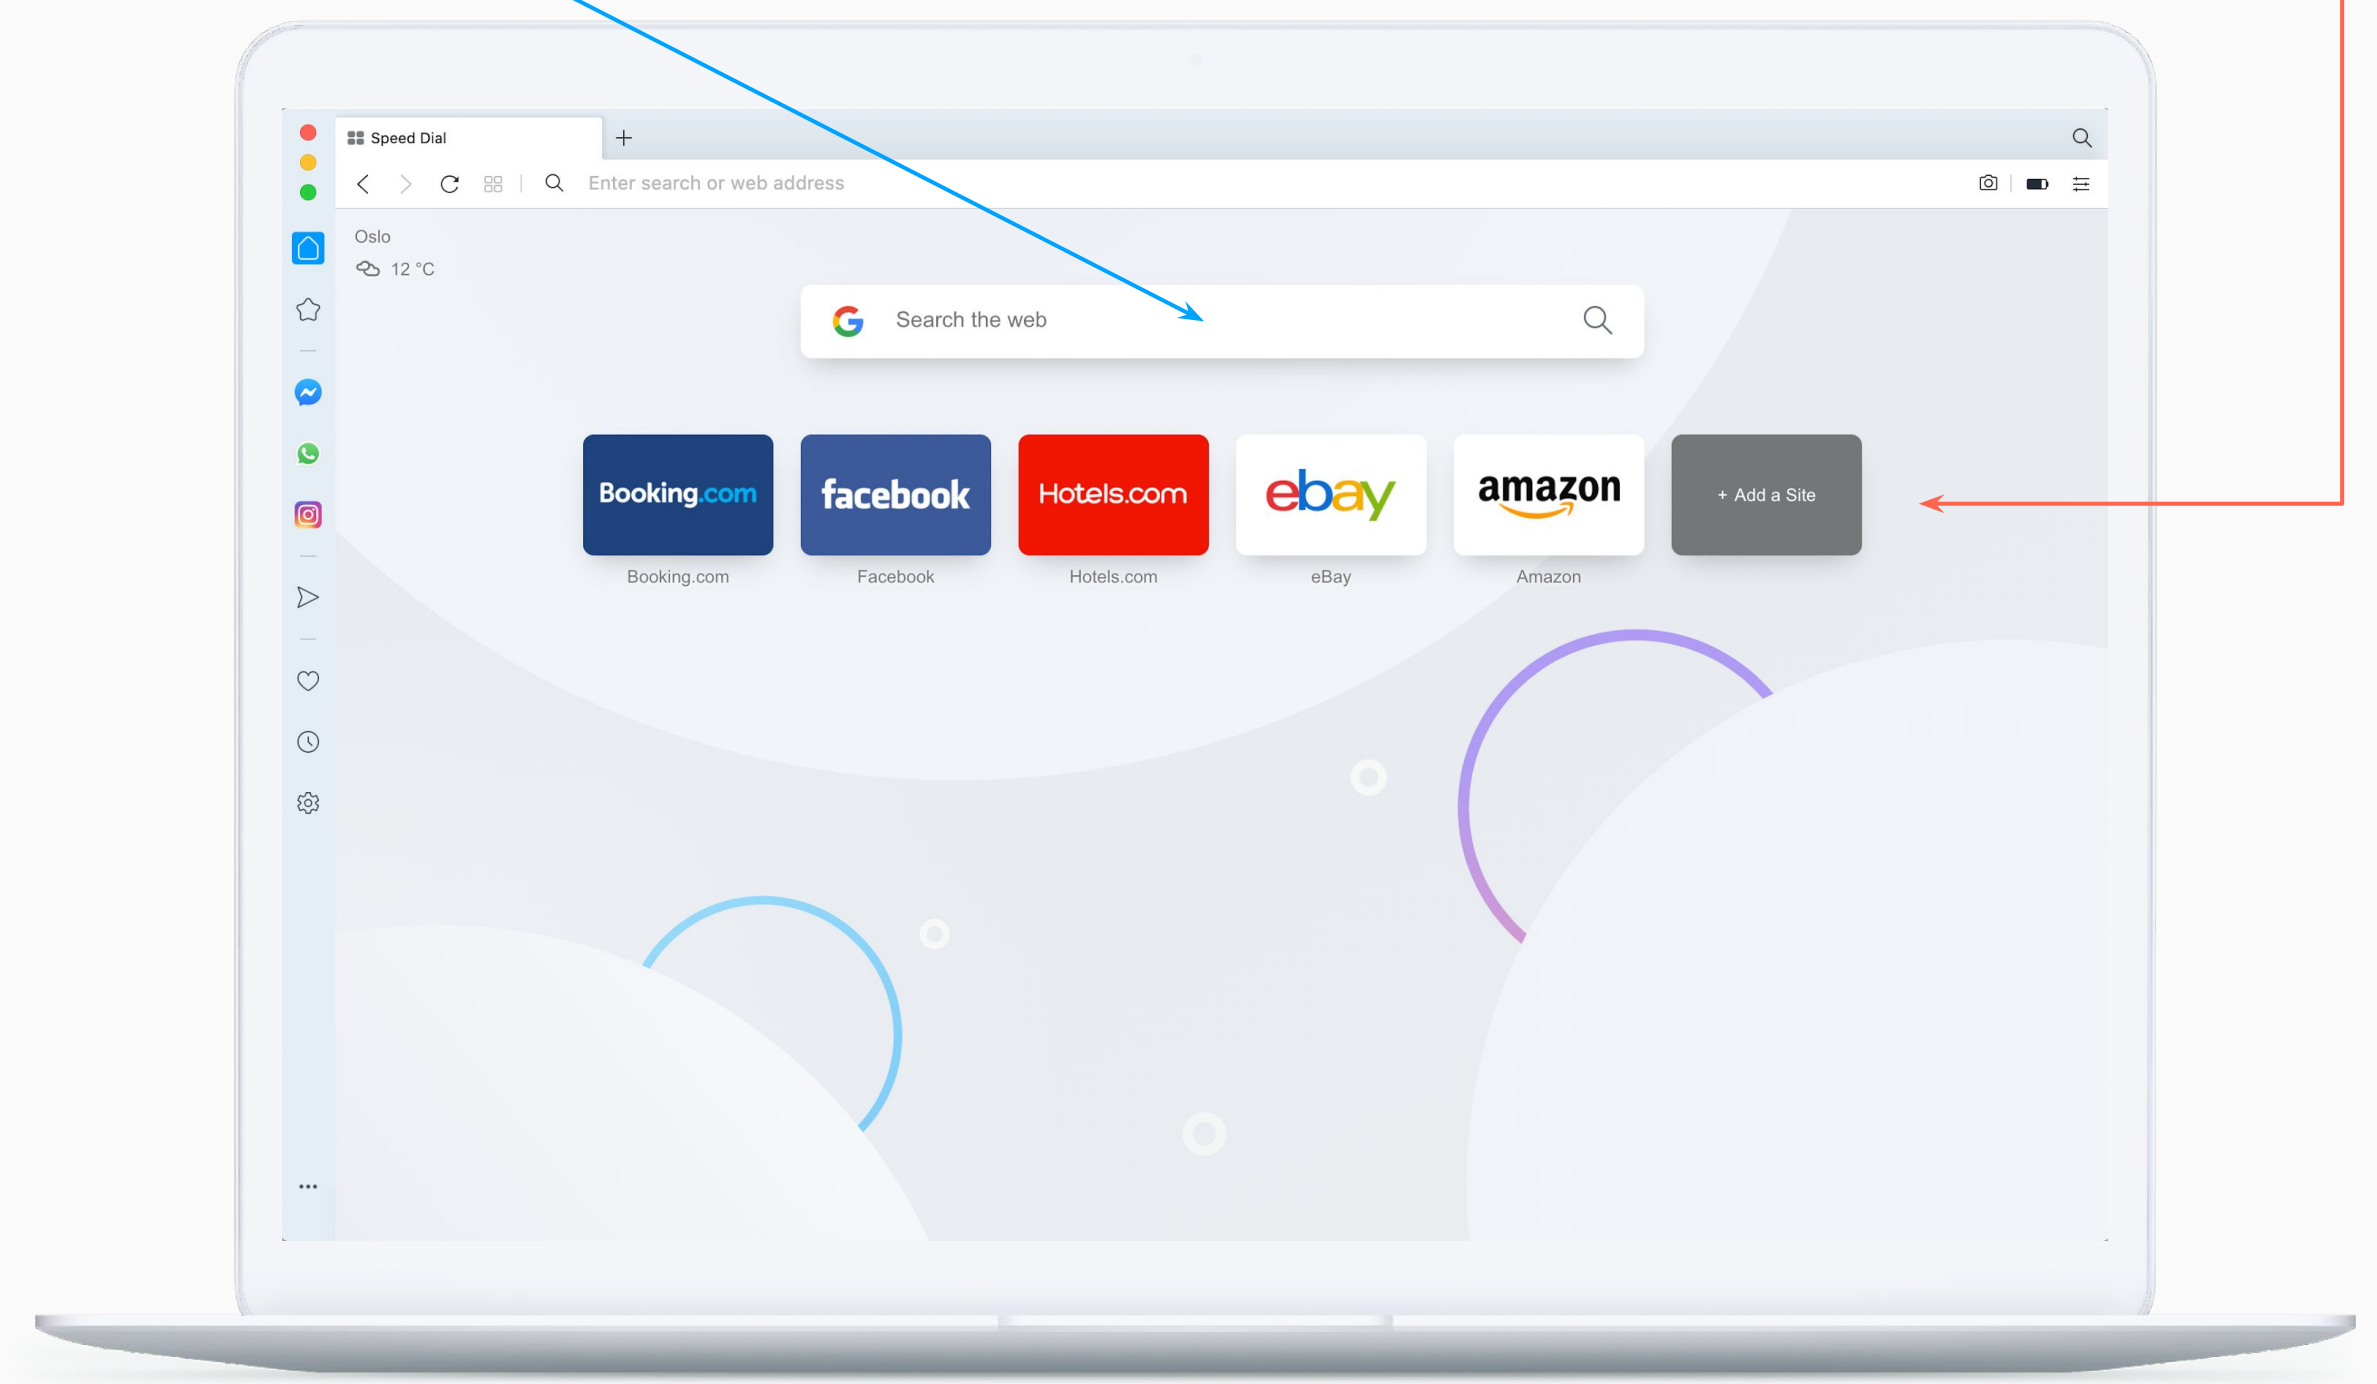 Speed Dial
Enter search or web address
Oslo
12 °C
Search the web
Booking.com
facebook
Hotels.com
ebay
amazon
+ Add a Site
Booking.com
Facebook
Hotels.com
eBay
Amazon